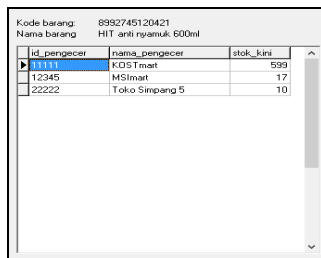 Kode barang: 8992745120421
Nama barang HIT anti nyamuk 600ml
id_pengecer nama_pengecer stok_kini
11111 KOSTmart 599
12345 MSImart 17
22222 Toko Simpang 5 10